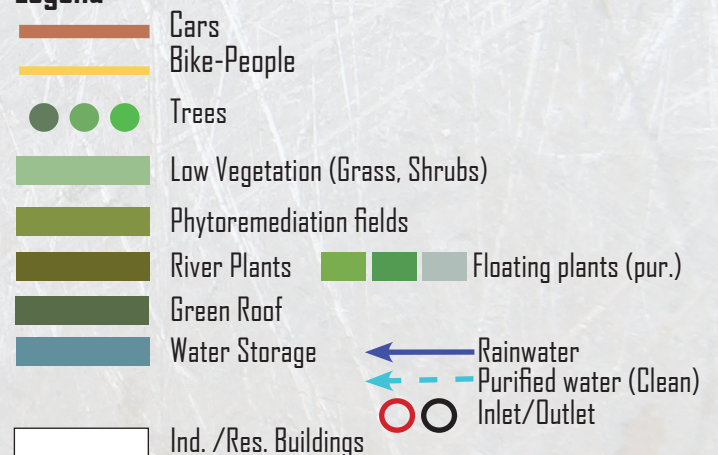 Legend
Cars
Bike-People
Trees
Low Vegetation (Grass, Shrubs)
Phytoremediation fields
River Plants
Floating plants (pur.)
Green Roof
Water Storage
Rainwater
Purified water (Clean)
Inlet/Outlet
Ind. /Res. Buildings